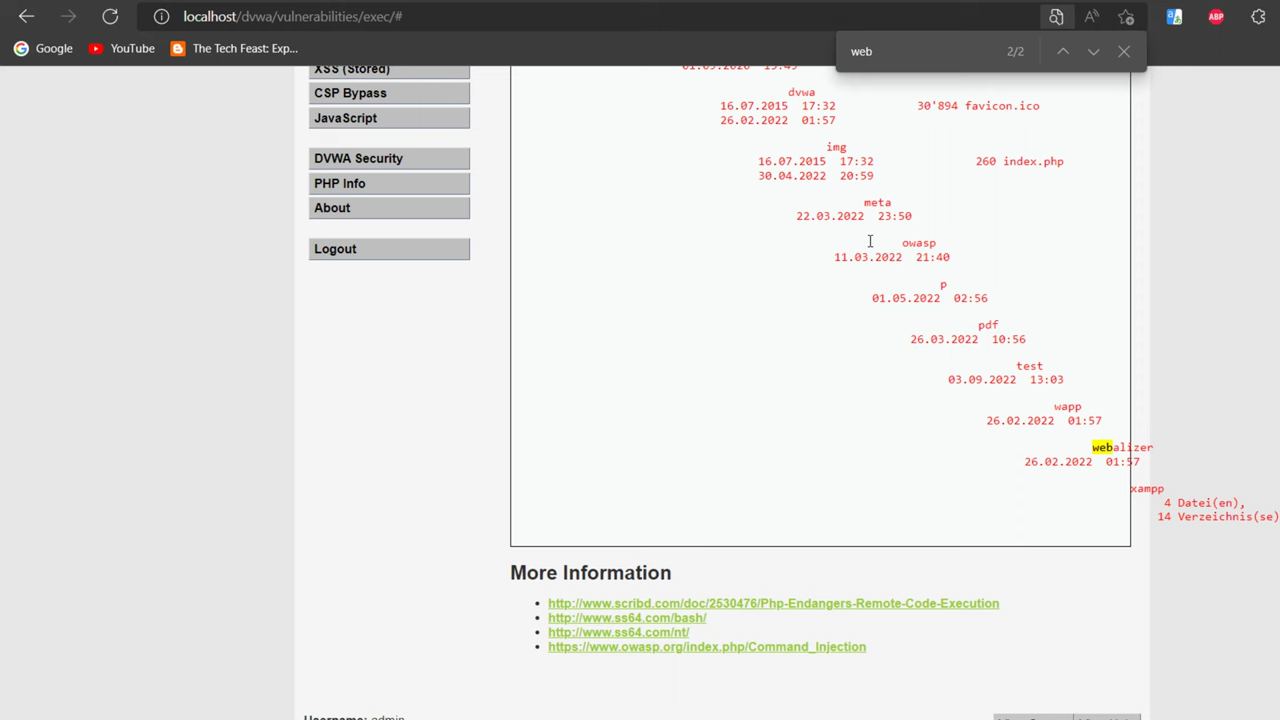 localhost/dvwa/vulnerabilities/exec/#
ABP
Google
YouTube
The Tech Feast: Exp...
web
2/2
XSS (Stored)
CSP Bypass
JavaScript
DVWA Security
PHP Info
About
Logout
dvwa
16.07.2015 17:32 30'894 favicon.ico
26.02.2022 01:57
img
16.07.2015 17:32 260 index.php
30.04.2022 20:59
meta
22.03.2022 23:50
owasp
11.03.2022 21:40
p
01.05.2022 02:56
pdf
26.03.2022 10:56
test
03.09.2022 13:03
wapp
26.02.2022 01:57
webalizer
26.02.2022 01:57
xampp
4 Datei(en),
14 Verzeichnis(se)
More Information
• http://www.scribd.com/doc/2530476/Php-Endangers-Remote-Code-Execution
• http://www.ss64.com/bash/
• http://www.ss64.com/nt/
• https://www.owasp.org/index.php/Command_Injection
Username: admin